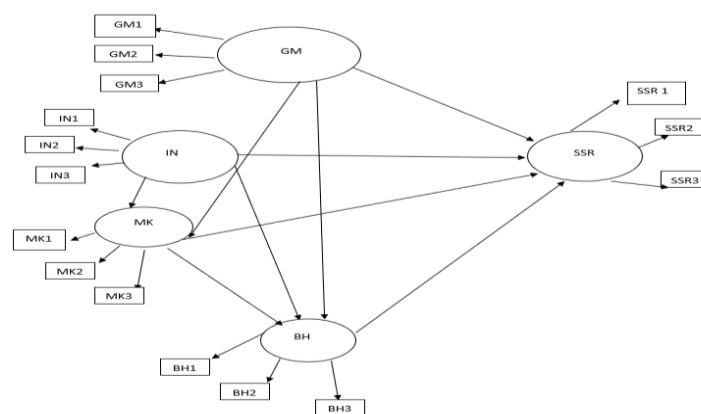 GM1
GM2
GM3
GM
SSR 1
SSR2
SSR3
SSR
IN1
IN2
IN3
IN
MK
MK1
MK2
MK3
BH
BH1
BH2
BH3